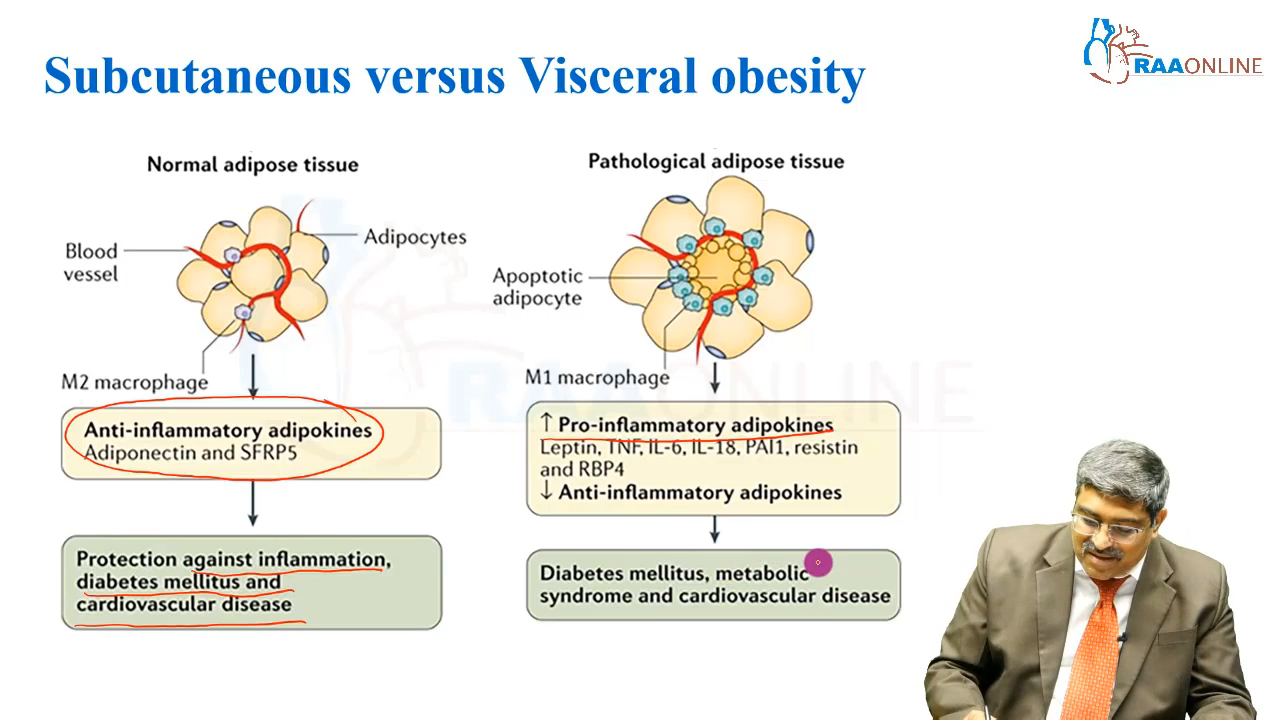 Subcutaneous versus Visceral obesity
RAAONLINE
Normal adipose tissue
Blood
vessel
Adipocytes
M2 macrophage
Anti-inflammatory adipokines
Adiponectin and SFRP5
Protection against inflammation,
diabetes mellitus and
cardiovascular disease
Pathological adipose tissue
Apoptotic
adipocyte
M1 macrophage
↑ Pro-inflammatory adipokines
Leptin, TNF, IL-6, IL-18, PAI1, resistin
and RBP4
↓ Anti-inflammatory adipokines
Diabetes mellitus, metabolic
syndrome and cardiovascular disease
RAAONLINE